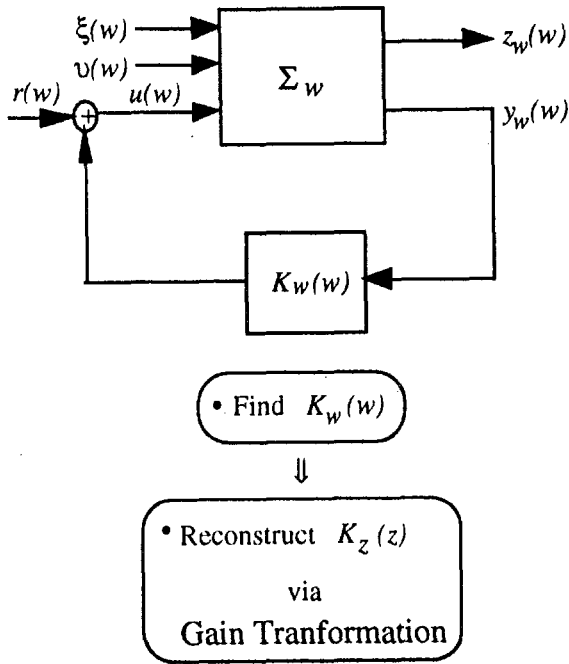 ξ(w)
υ(w)
r(w)
u(w)
Σw
zw(w)
yw(w)
+
Kw(w)
• Find Kw(w)
⇓
• Reconstruct Kz(z)
via
Gain Tranformation